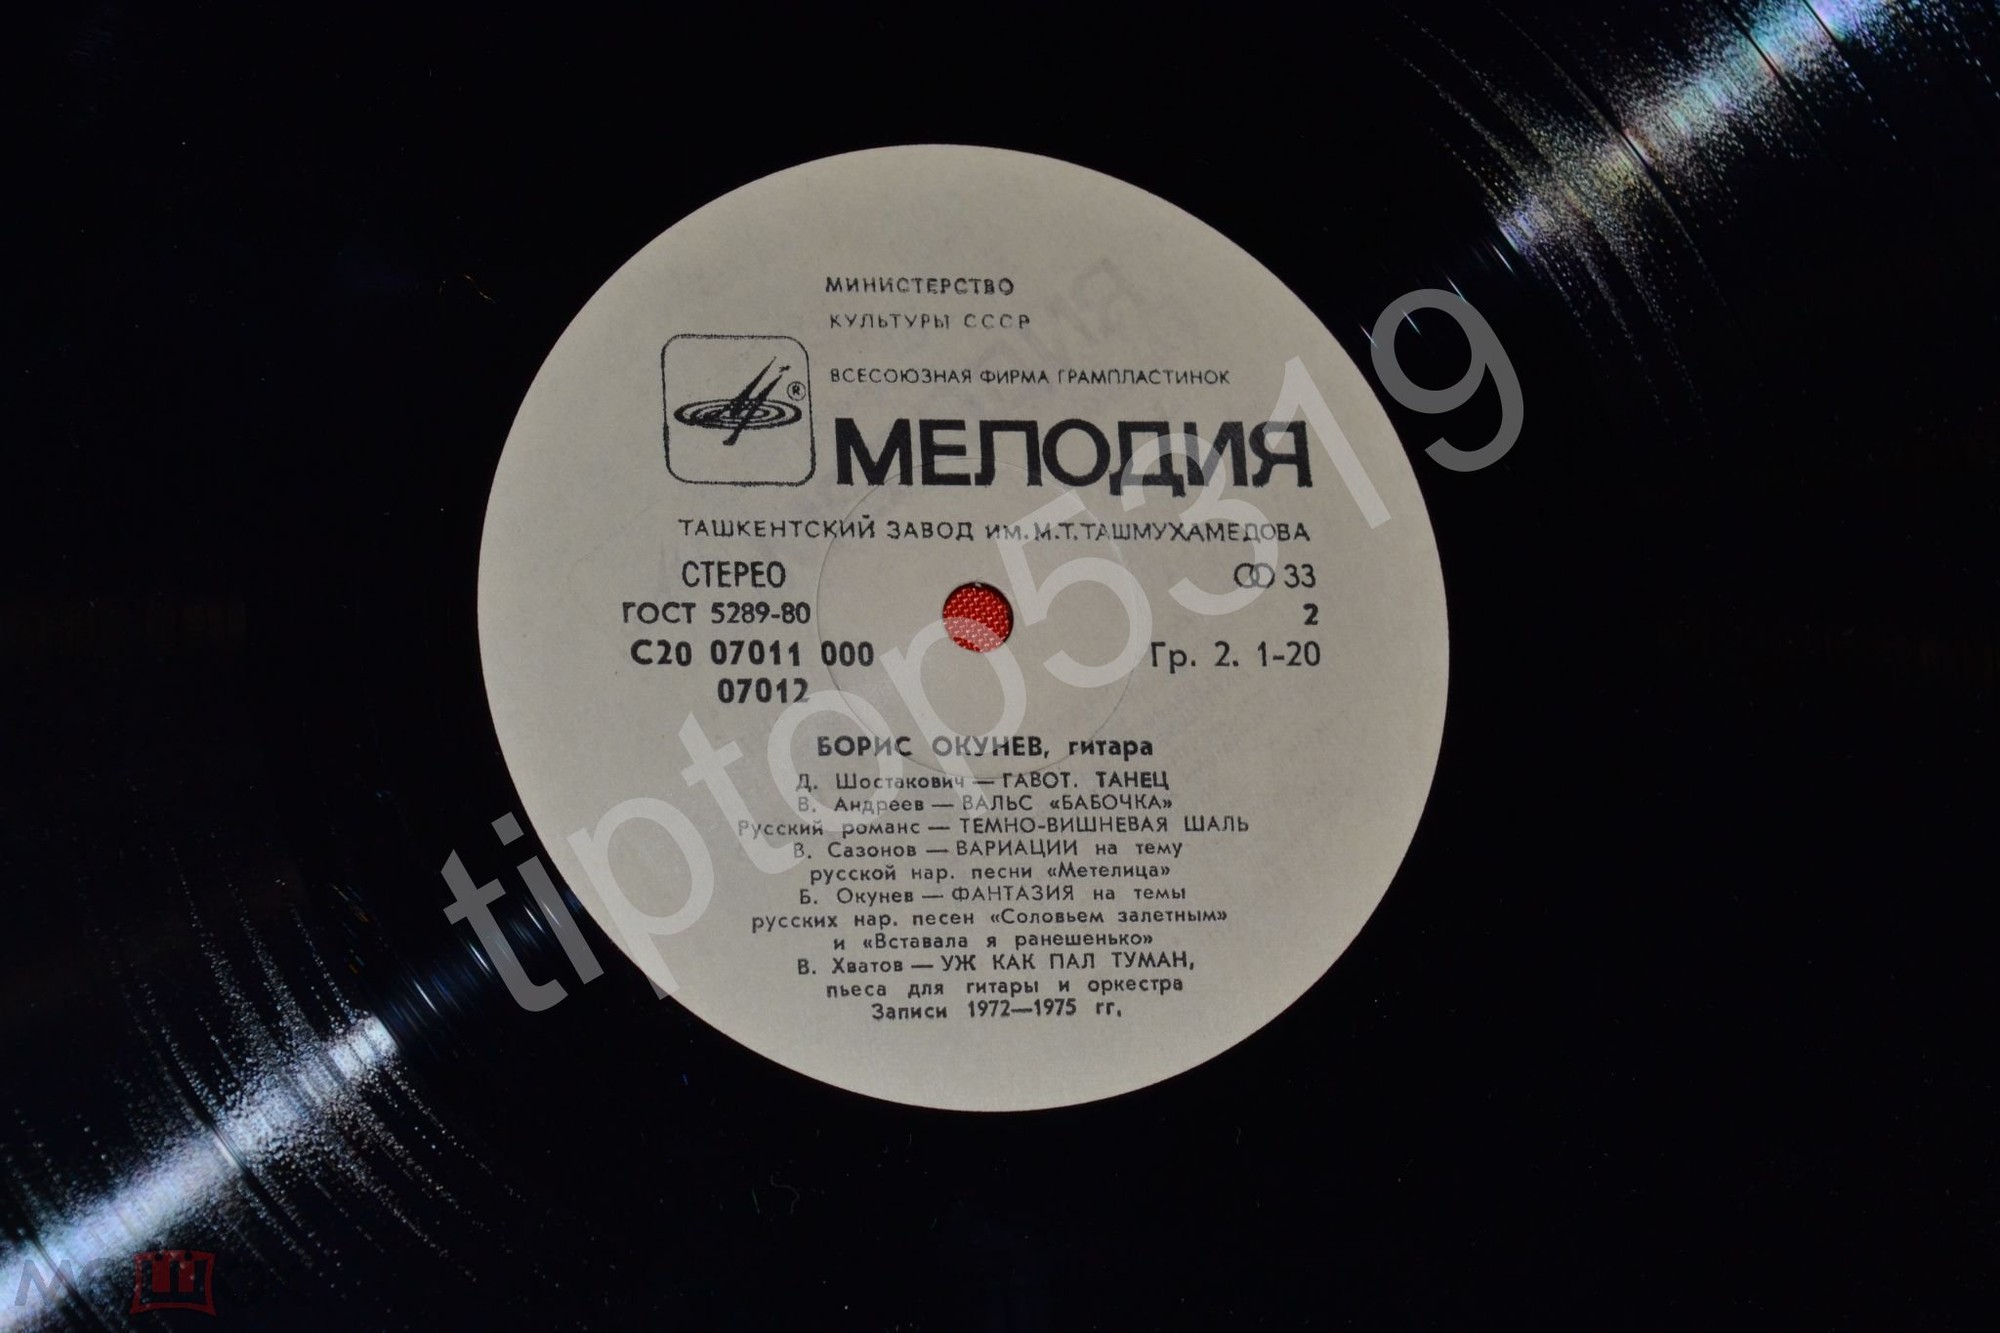 МИНИСТЕРСТВО
КУЛЬТУРЫ СССР
ВСЕСОЮЗНАЯ ФИРМА ГРАМПЛАСТИНОК
®
МЕЛОДИЯ
ТАШКЕНТСКИЙ ЗАВОД ИМ. М.Т. ТАШМУХАМЕДОВА
СТЕРЕО 33
ГОСТ 5289-80 2
С20 07011 000 Гр. 2. 1-20
07012
БОРИС ОКУНЕВ, гитара
Д. Шостакович — ГАВОТ. ТАНЕЦ
В. Андреев — ВАЛЬС «БАБОЧКА»
Русский романс — ТЕМНО-ВИШНЕВАЯ ШАЛЬ
В. Сазонов — ВАРИАЦИИ на тему
русской нар. песни «Метелица»
Б. Окунев — ФАНТАЗИЯ на темы
русских нар. песен «Соловьем залетным»
и «Вставала я ранешенько»
В. Хватов — УЖ КАК ПАЛ ТУМАН,
пьеса для гитары и оркестра
Записи 1972—1975 гг.
tiptop5319